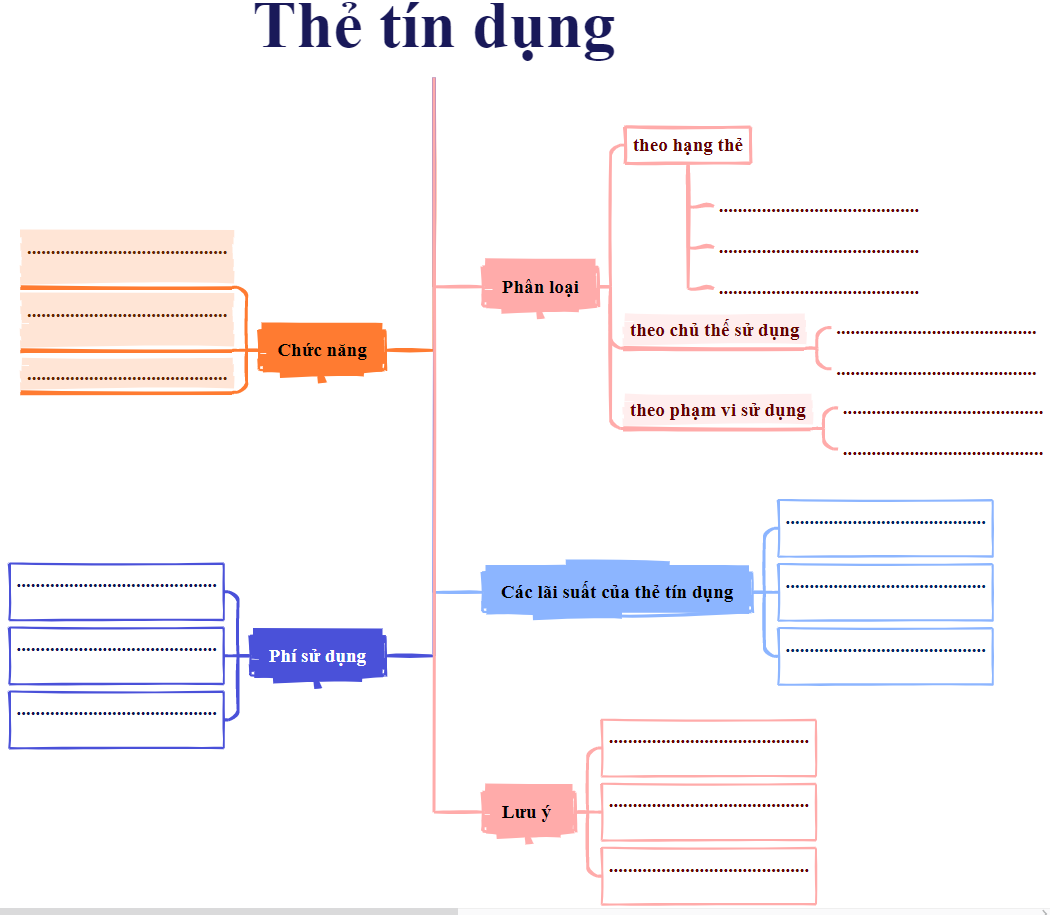 Thẻ tín dụng
theo hạng thẻ
..........................................
..........................................
..........................................
Phân loại
theo chủ thế sử dụng
..........................................
..........................................
theo phạm vi sử dụng
..........................................
..........................................
..........................................
..........................................
..........................................
Chức năng
Các lãi suất của thẻ tín dụng
..........................................
..........................................
..........................................
..........................................
..........................................
..........................................
Phí sử dụng
Lưu ý
..........................................
..........................................
..........................................